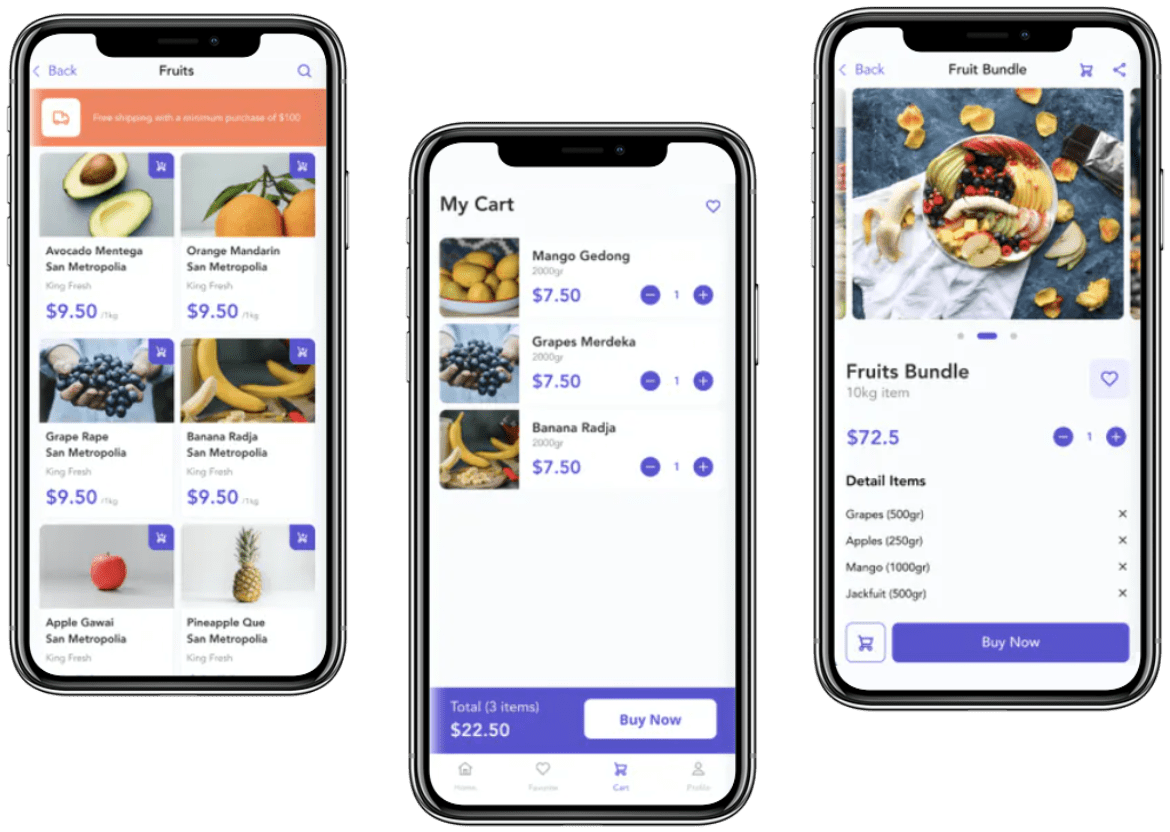 Back
Fruits
Free shipping with a minimum purchase of $100
Avocado Mentega
San Metropolia
King Fresh
$9.50 /1kg
Orange Mandarin
San Metropolia
$9.50 /1kg
Grape Rape
San Metropolia
King Fresh
$9.50 /1kg
Banana Radja
San Metropolia
King Fresh
$9.50 /1kg
Apple Gawai
San Metropolia
King Fresh
Pineapple Que
San Metropolia
King Fresh
My Cart
Mango Gedong
2000gr
$7.50
1
Grapes Merdeka
2000gr
$7.50
1
Banana Radja
2000gr
$7.50
1
Total (3 items)
$22.50
Buy Now
Home
Favorite
Cart
Profile
Back
Fruit Bundle
Fruits Bundle
10kg item
$72.5
1
Detail Items
Grapes (500gr)
Apples (250gr)
Mango (1000gr)
Jackfuit (500gr)
Buy Now